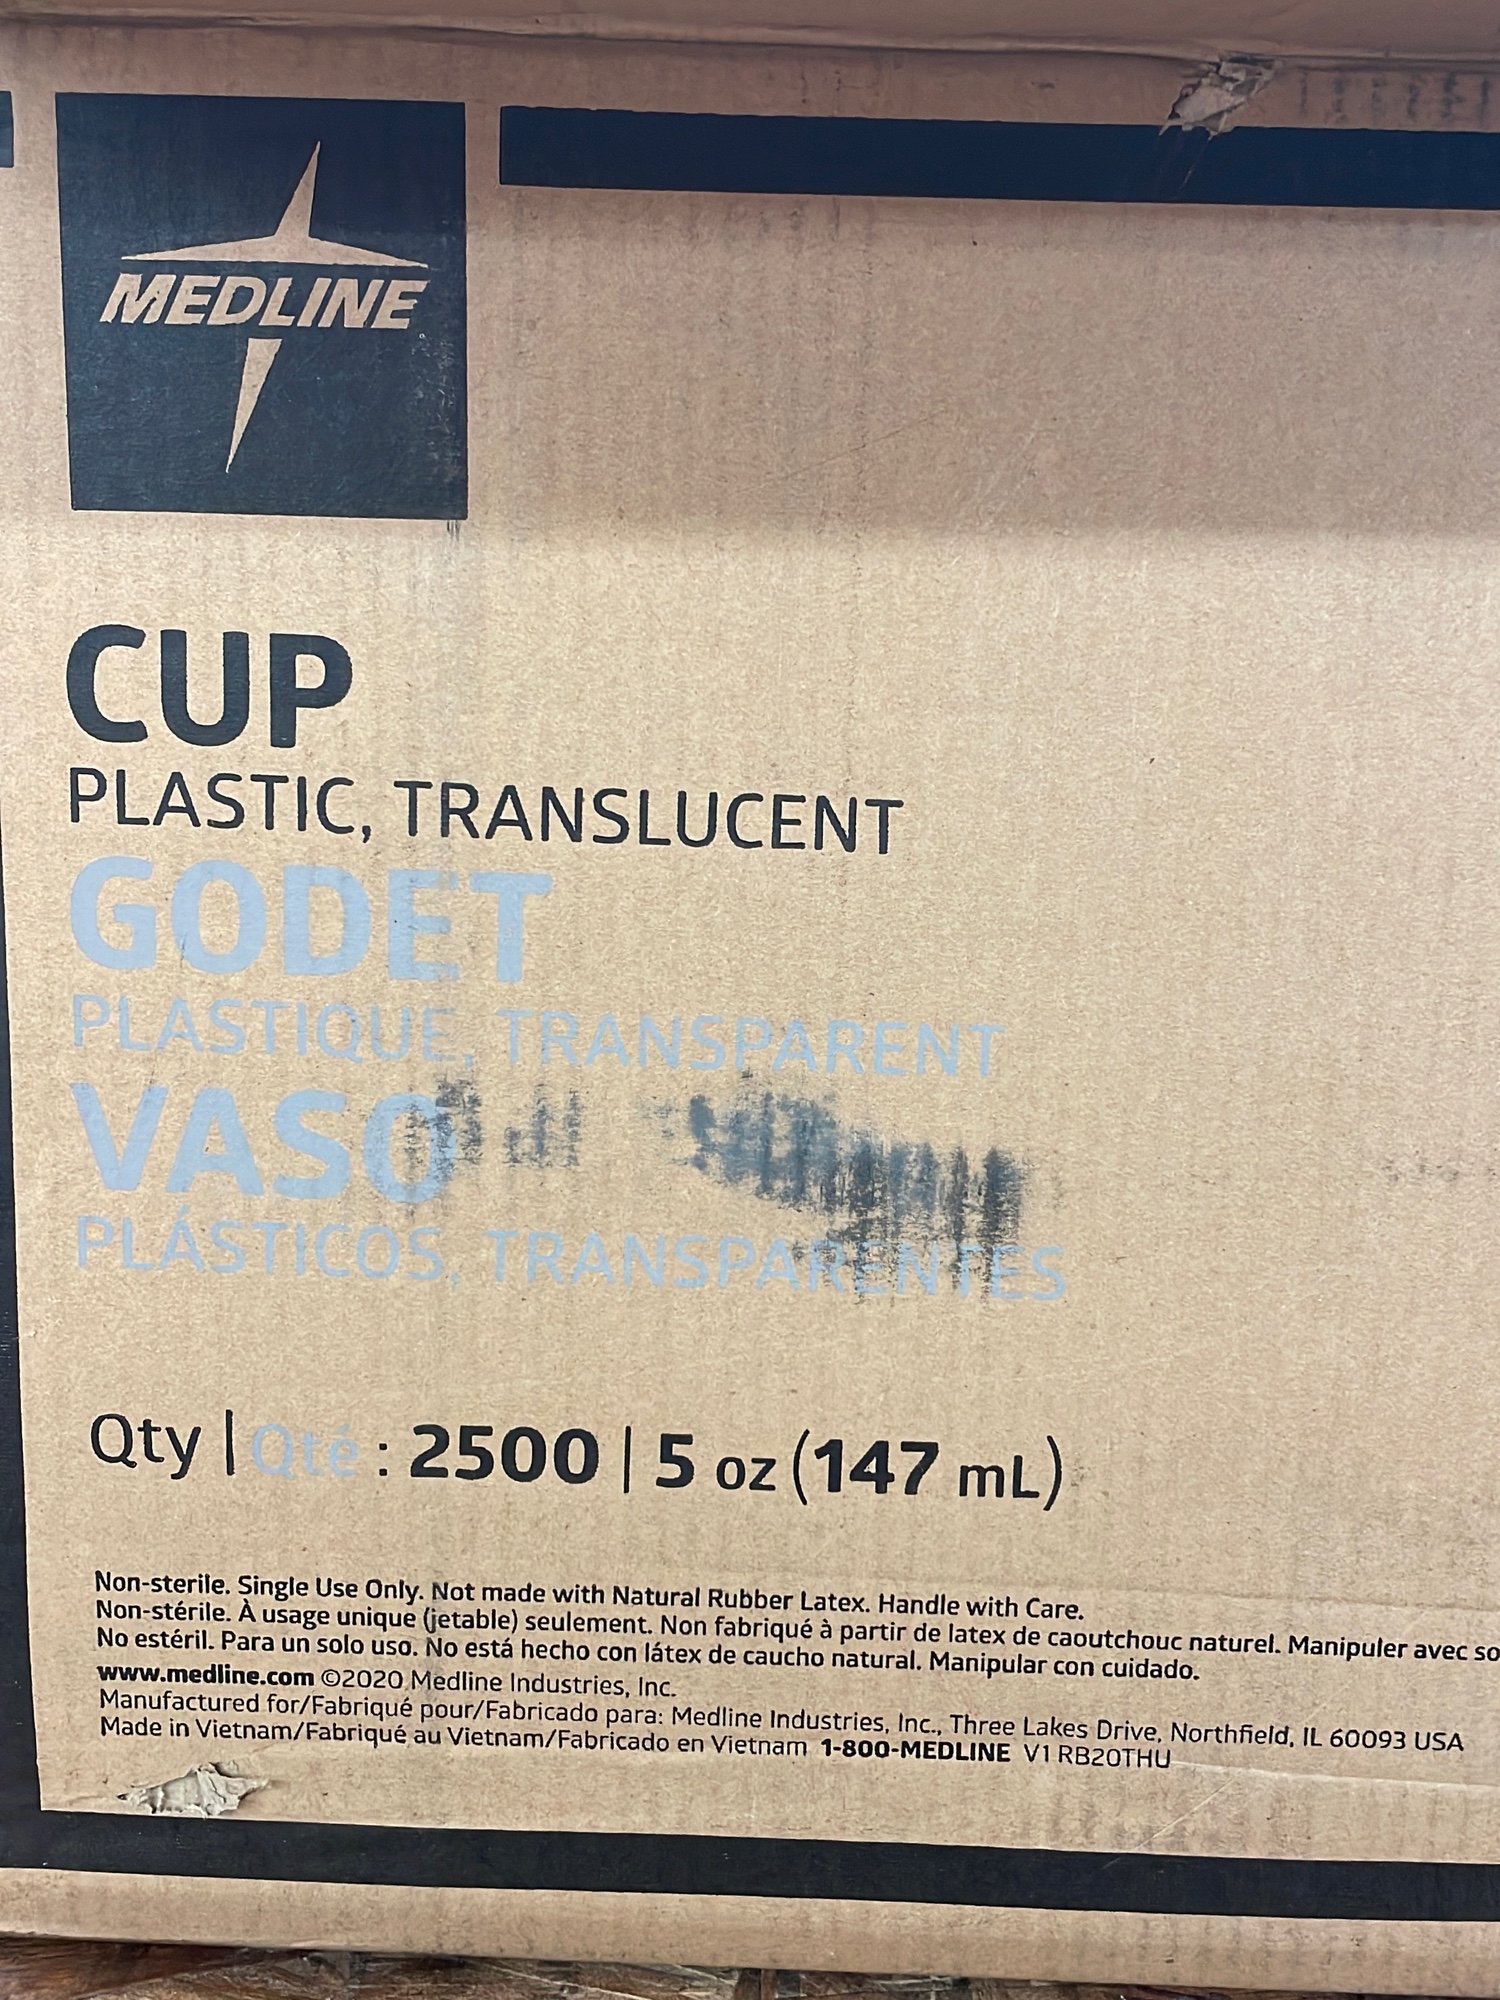 MEDLINE
CUP
PLASTIC, TRANSLUCENT
GODET
PLASTIQUE, TRANSPARENT
VASO
PLÁSTICOS, TRANSPARENTES
Qty | Qté : 2500 | 5 oz (147 mL)
Non-sterile. Single Use Only. Not made with Natural Rubber Latex. Handle with Care.
Non-stérile. À usage unique (jetable) seulement. Non fabriqué à partir de latex de caoutchouc naturel. Manipuler avec so
No estéril. Para un solo uso. No está hecho con látex de caucho natural. Manipular con cuidado.
www.medline.com ©2020 Medline Industries, Inc.
Manufactured for/Fabriqué pour/Fabricado para: Medline Industries, Inc., Three Lakes Drive, Northfield, IL 60093 USA
Made in Vietnam/Fabriqué au Vietnam/Fabricado en Vietnam 1-800-MEDLINE V1 RB20THU